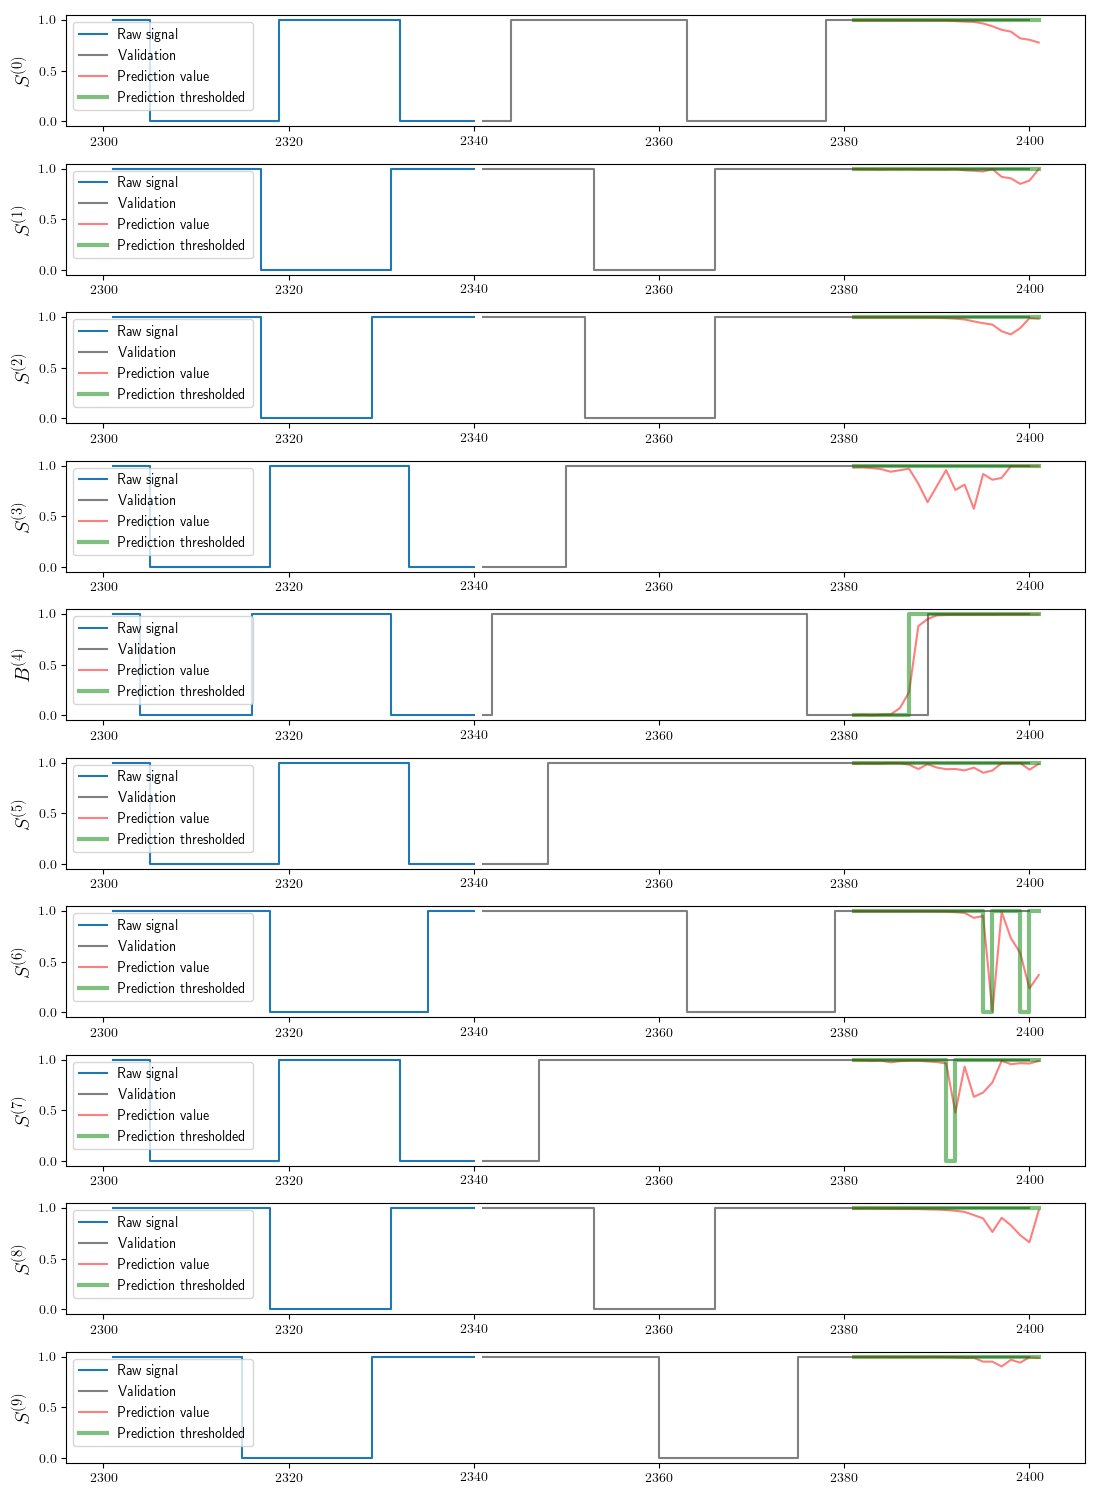 S(0)
1.0
0.5
0.0
Raw signal
Validation
Prediction value
Prediction thresholded
2300 2320 2340 2360 2380 2400
S(1)
1.0
0.5
0.0
Raw signal
Validation
Prediction value
Prediction thresholded
2300 2320 2340 2360 2380 2400
S(2)
1.0
0.5
0.0
Raw signal
Validation
Prediction value
Prediction thresholded
2300 2320 2340 2360 2380 2400
S(3)
1.0
0.5
0.0
Raw signal
Validation
Prediction value
Prediction thresholded
2300 2320 2340 2360 2380 2400
B(4)
1.0
0.5
0.0
Raw signal
Validation
Prediction value
Prediction thresholded
2300 2320 2340 2360 2380 2400
S(5)
1.0
0.5
0.0
Raw signal
Validation
Prediction value
Prediction thresholded
2300 2320 2340 2360 2380 2400
S(6)
1.0
0.5
0.0
Raw signal
Validation
Prediction value
Prediction thresholded
2300 2320 2340 2360 2380 2400
S(7)
1.0
0.5
0.0
Raw signal
Validation
Prediction value
Prediction thresholded
2300 2320 2340 2360 2380 2400
S(8)
1.0
0.5
0.0
Raw signal
Validation
Prediction value
Prediction thresholded
2300 2320 2340 2360 2380 2400
S(9)
1.0
0.5
0.0
Raw signal
Validation
Prediction value
Prediction thresholded
2300 2320 2340 2360 2380 2400